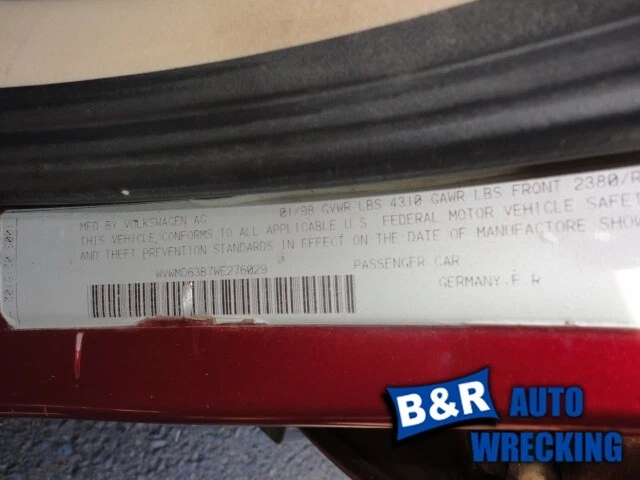 MFD BY VOLKSWAGEN AG 01/98 GVWR LBS 4310 GAWR LBS FRONT 2380/R
THIS VEHICLE CONFORMS TO ALL APPLICABLE U.S. FEDERAL MOTOR VEHICLE SAFET
AND THEFT PREVENTION STANDARDS IN EFFECT ON THE DATE OF MANUFACTORE SHOW
WVWMD63B7WE276029 PASSENGER CAR
GERMANY.F R
B&R AUTO
WRECKING